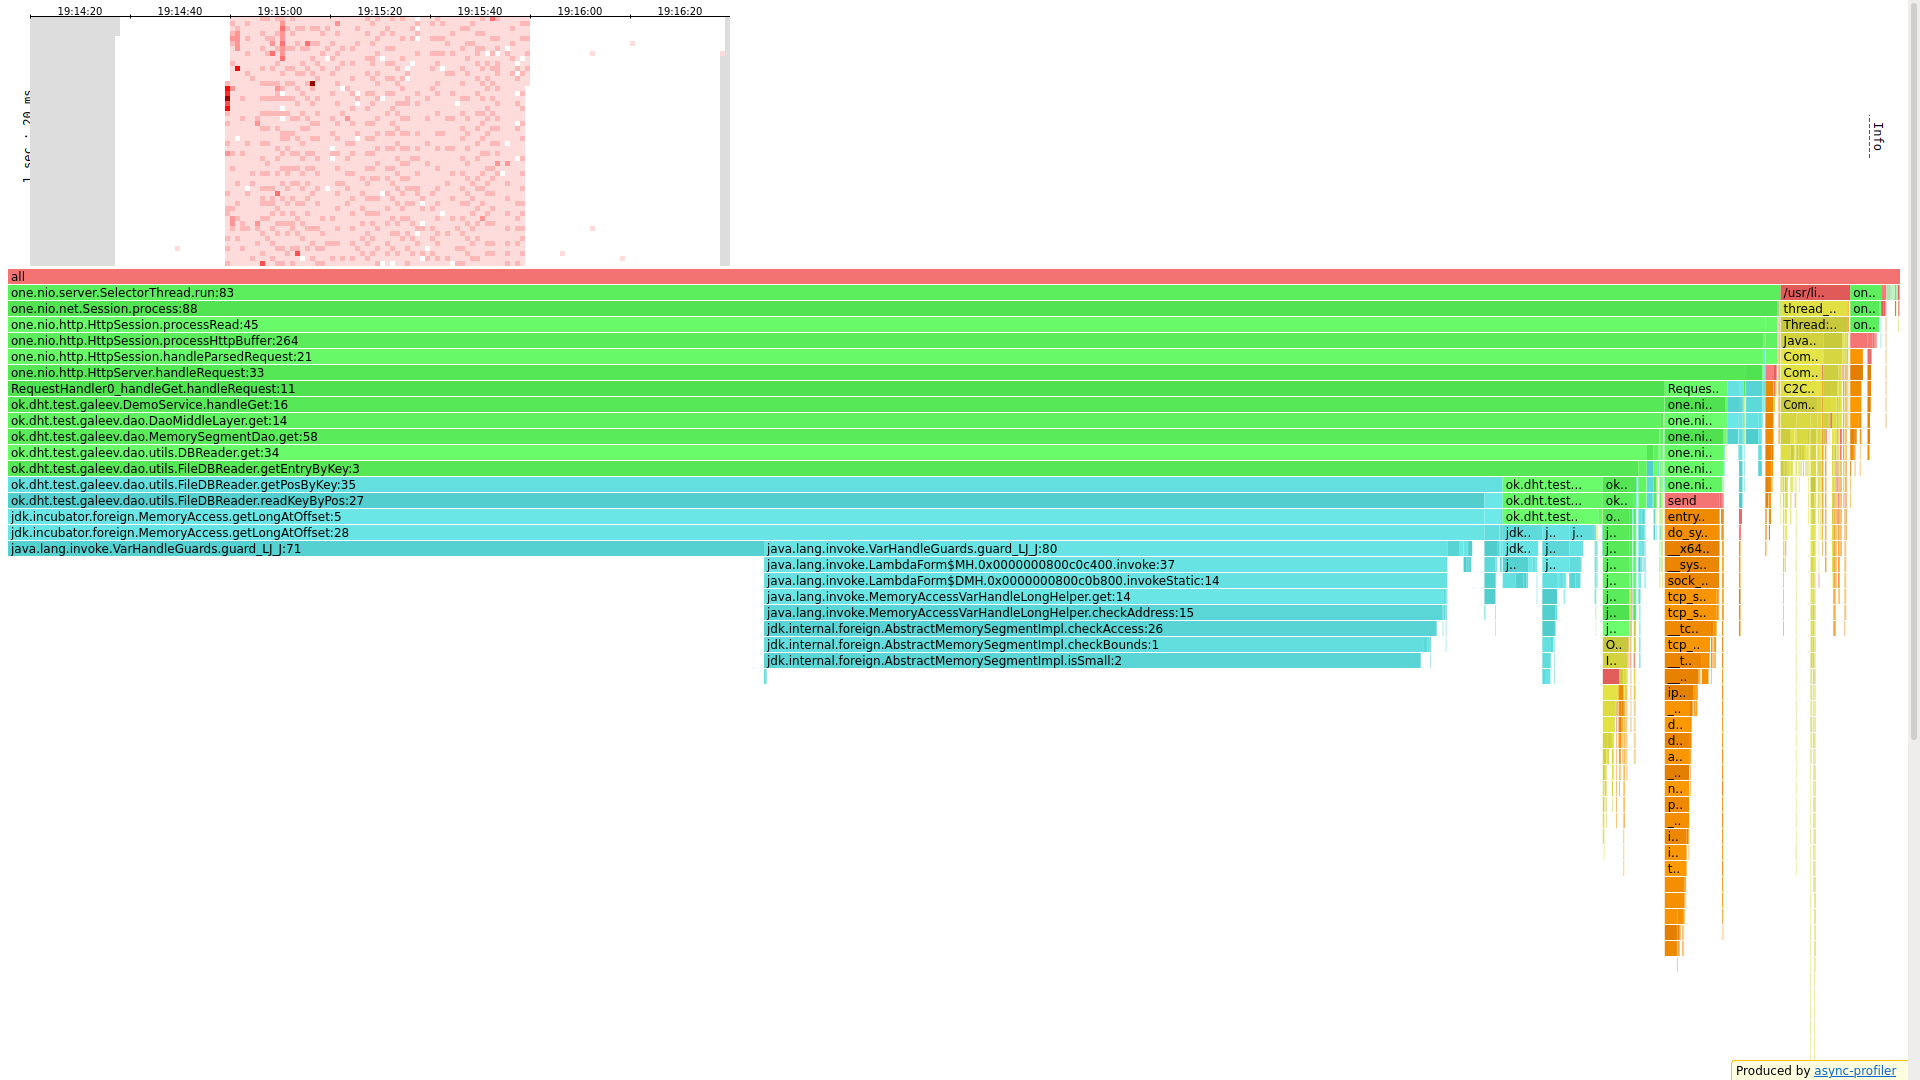 19:14:20 19:14:40 19:15:00 19:15:20 19:15:40 19:16:00 19:16:20
1 sec · 20 ms
Info
all
one.nio.server.SelectorThread.run:83 /usr/li.. on..
one.nio.net.Session.process:88 thread_.. on..
one.nio.http.HttpSession.processRead:45 Thread:.. on..
one.nio.http.HttpSession.processHttpBuffer:264 Java..
one.nio.http.HttpSession.handleParsedRequest:21 Com..
one.nio.http.HttpServer.handleRequest:33 Com..
RequestHandler0_handleGet.handleRequest:11 Reques.. C2C..
ok.dht.test.galeev.DemoService.handleGet:16 one.ni.. Com..
ok.dht.test.galeev.dao.DaoMiddleLayer.get:14 one.ni..
ok.dht.test.galeev.dao.MemorySegmentDao.get:58 one.ni..
ok.dht.test.galeev.dao.utils.DBReader.get:34 one.ni..
ok.dht.test.galeev.dao.utils.FileDBReader.getEntryByKey:3 one.ni..
ok.dht.test.galeev.dao.utils.FileDBReader.getPosByKey:35 ok.dht.test... ok.. one.ni..
ok.dht.test.galeev.dao.utils.FileDBReader.readKeyByPos:27 ok.dht.test... ok.. send
jdk.incubator.foreign.MemoryAccess.getLongAtOffset:5 ok.dht.test.. o.. entry..
jdk.incubator.foreign.MemoryAccess.getLongAtOffset:28 jdk.. j.. j.. j.. do_sy..
java.lang.invoke.VarHandleGuards.guard_LJ_J:71 java.lang.invoke.VarHandleGuards.guard_LJ_J:80 jdk.. j.. j.. __x64..
java.lang.invoke.LambdaForm$MH.0x0000000800c0c400.invoke:37 j.. j.. j.. __sys..
java.lang.invoke.LambdaForm$DMH.0x0000000800c0b800.invokeStatic:14 j.. sock_..
java.lang.invoke.MemoryAccessVarHandleLongHelper.get:14 j.. tcp_s..
java.lang.invoke.MemoryAccessVarHandleLongHelper.checkAddress:15 j.. tcp_s..
jdk.internal.foreign.AbstractMemorySegmentImpl.checkAccess:26 j.. __tc..
jdk.internal.foreign.AbstractMemorySegmentImpl.checkBounds:1 O.. tcp_..
jdk.internal.foreign.AbstractMemorySegmentImpl.isSmall:2 I.. __t..
__..
ip..
_..
d..
d..
a..
_..
n..
p..
_..
i..
i..
t..
Produced by async-profiler